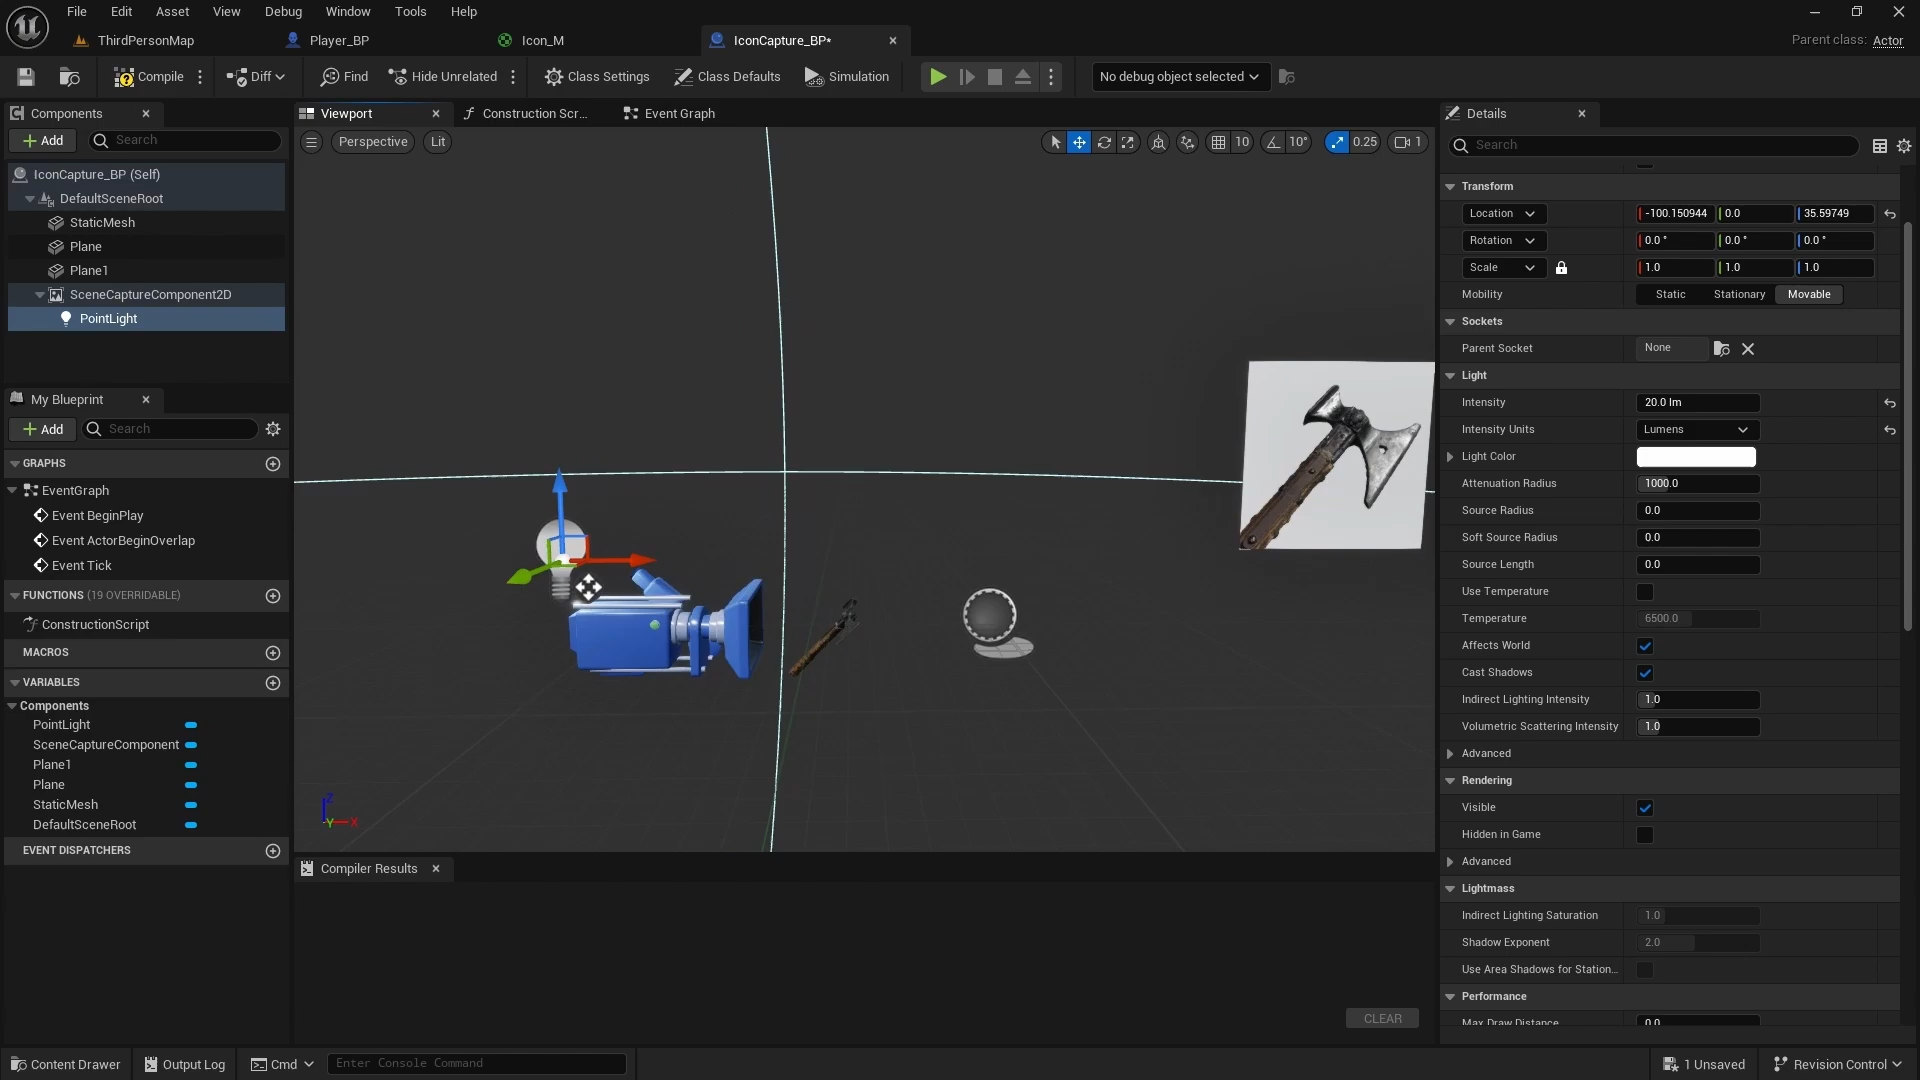 File Edit Asset View Debug Window Tools Help
ThirdPersonMap Player_BP Icon_M IconCapture_BP* Parent class: Actor
Compile Diff Find Hide Unrelated Class Settings Class Defaults Simulation No debug object selected
Components
Add Search
IconCapture_BP (Self)
DefaultSceneRoot
StaticMesh
Plane
Plane1
SceneCaptureComponent2D
PointLight
My Blueprint
Add Search
GRAPHS
EventGraph
Event BeginPlay
Event ActorBeginOverlap
Event Tick
FUNCTIONS (19 OVERRIDABLE)
ConstructionScript
MACROS
VARIABLES
Components
PointLight
SceneCaptureComponent
Plane1
Plane
StaticMesh
DefaultSceneRoot
EVENT DISPATCHERS
Viewport Construction Scr... Event Graph
Perspective Lit 10 10° 0.25 1
Z
Y X
Compiler Results
CLEAR
Details
Search
Transform
Location -100.150944 0.0 35.59749
Rotation 0.0 ° 0.0 ° 0.0 °
Scale 1.0 1.0 1.0
Mobility Static Stationary Movable
Sockets
Parent Socket None
Light
Intensity 20.0 lm
Intensity Units Lumens
Light Color
Attenuation Radius 1000.0
Source Radius 0.0
Soft Source Radius 0.0
Source Length 0.0
Use Temperature
Temperature 6500.0
Affects World
Cast Shadows
Indirect Lighting Intensity 1.0
Volumetric Scattering Intensity 1.0
Advanced
Rendering
Visible
Hidden in Game
Advanced
Lightmass
Indirect Lighting Saturation 1.0
Shadow Exponent 2.0
Use Area Shadows for Station...
Performance
Max Draw Distance 0.0
Content Drawer Output Log Cmd Enter Console Command 1 Unsaved Revision Control